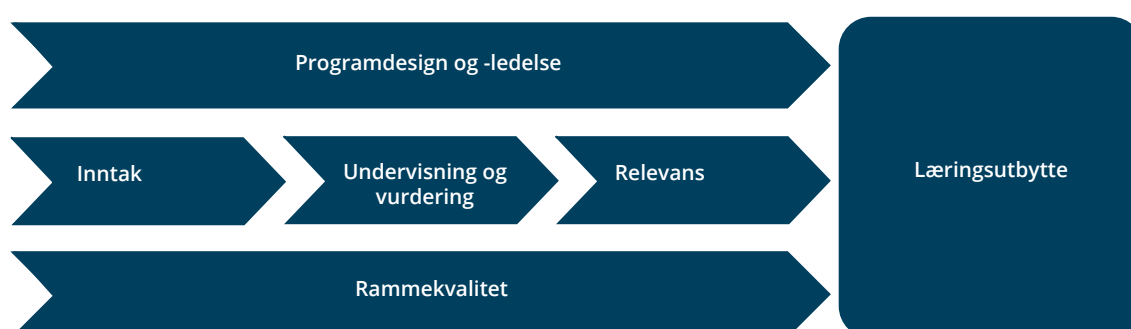 Programdesign og -ledelse
Inntak
Undervisning og
vurdering
Relevans
Læringsutbytte
Rammekvalitet